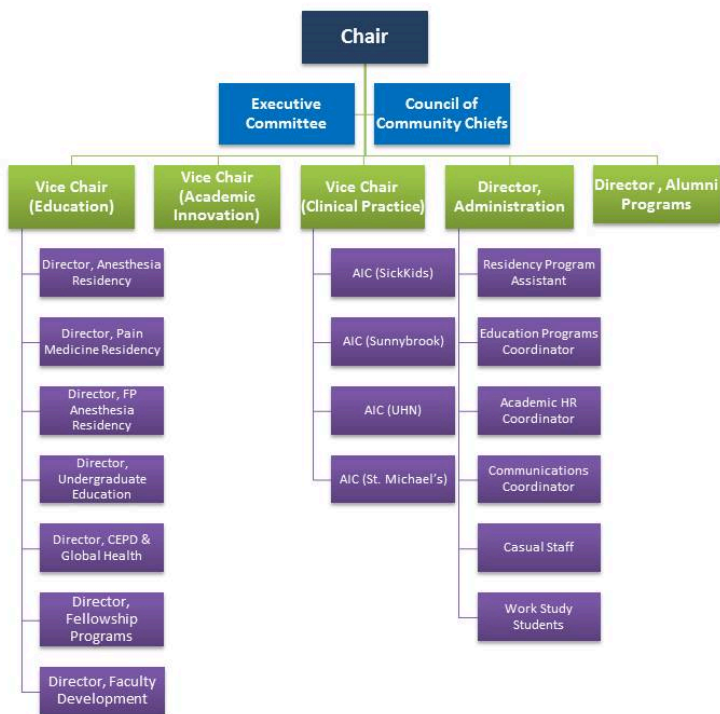 Chair
Executive
Committee
Council of
Community Chiefs
Vice Chair
(Education)
Vice Chair
(Academic
Innovation)
Vice Chair
(Clinical Practice)
Director,
Administration
Director , Alumni
Programs
Director, Anesthesia
Residency
Director, Pain
Medicine Residency
Director, FP
Anesthesia
Residency
Director,
Undergraduate
Education
Director, CEPD &
Global Health
Director,
Fellowship
Programs
Director, Faculty
Development
AIC (SickKids)
AIC (Sunnybrook)
AIC (UHN)
AIC (St. Michael's)
Residency Program
Assistant
Education Programs
Coordinator
Academic HR
Coordinator
Communications
Coordinator
Casual Staff
Work Study
Students